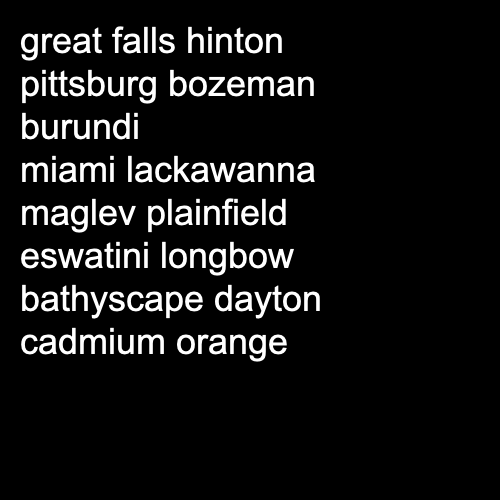 great falls hinton
pittsburg bozeman
burundi
miami lackawanna
maglev plainfield
eswatini longbow
bathyscape dayton
cadmium orange